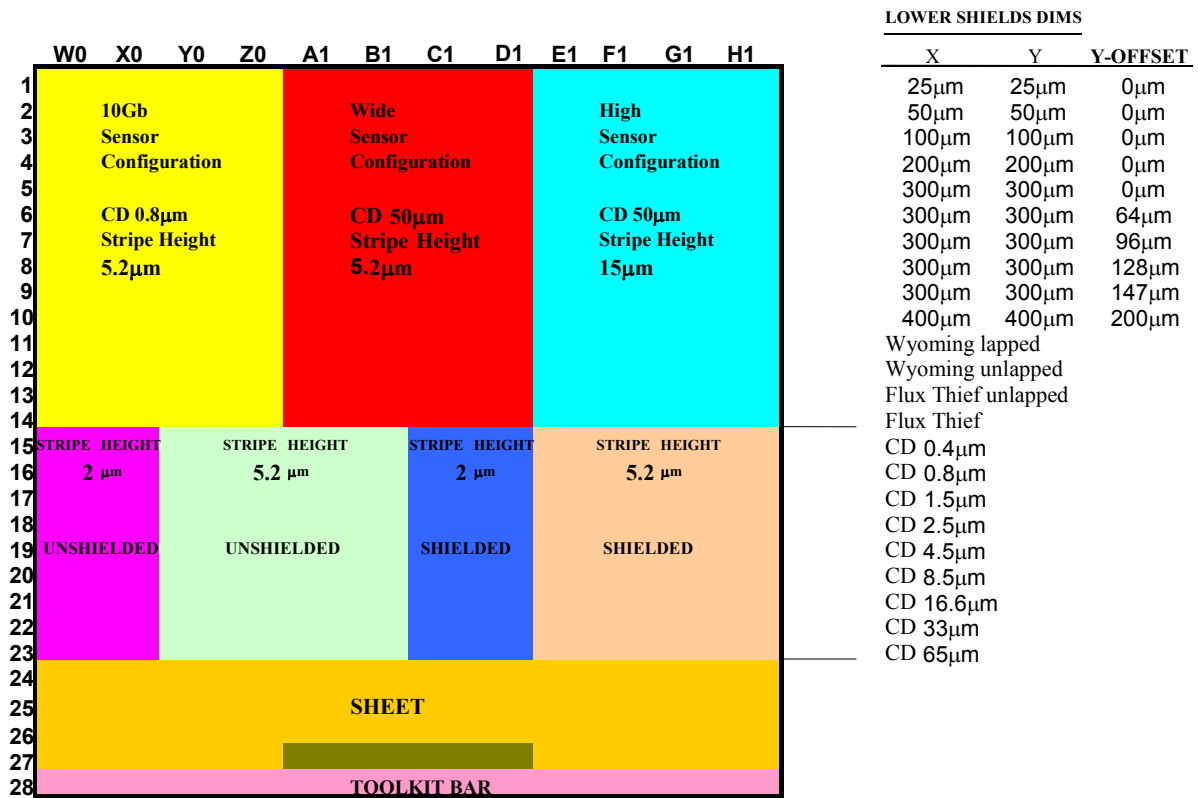 LOWER SHIELDS DIMS
W0 X0 Y0 Z0 A1 B1 C1 D1 E1 F1 G1 H1
X Y Y-OFFSET
1
2
3
4
5
6
7
8
9
10
11
12
13
14
15
16
17
18
19
20
21
22
23
24
25
26
27
28
10Gb
Sensor
Configuration
CD 0.8µm
Stripe Height
5.2µm
Wide
Sensor
Configuration
CD 50µm
Stripe Height
5.2µm
High
Sensor
Configuration
CD 50µm
Stripe Height
15µm
STRIPE HEIGHT
2 µm
UNSHIELDED
STRIPE HEIGHT
5.2 µm
UNSHIELDED
STRIPE HEIGHT
2 µm
SHIELDED
STRIPE HEIGHT
5.2 µm
SHIELDED
SHEET
TOOLKIT BAR
25µm 25µm 0µm
50µm 50µm 0µm
100µm 100µm 0µm
200µm 200µm 0µm
300µm 300µm 0µm
300µm 300µm 64µm
300µm 300µm 96µm
300µm 300µm 128µm
300µm 300µm 147µm
400µm 400µm 200µm
Wyoming lapped
Wyoming unlapped
Flux Thief unlapped
Flux Thief
CD 0.4µm
CD 0.8µm
CD 1.5µm
CD 2.5µm
CD 4.5µm
CD 8.5µm
CD 16.6µm
CD 33µm
CD 65µm